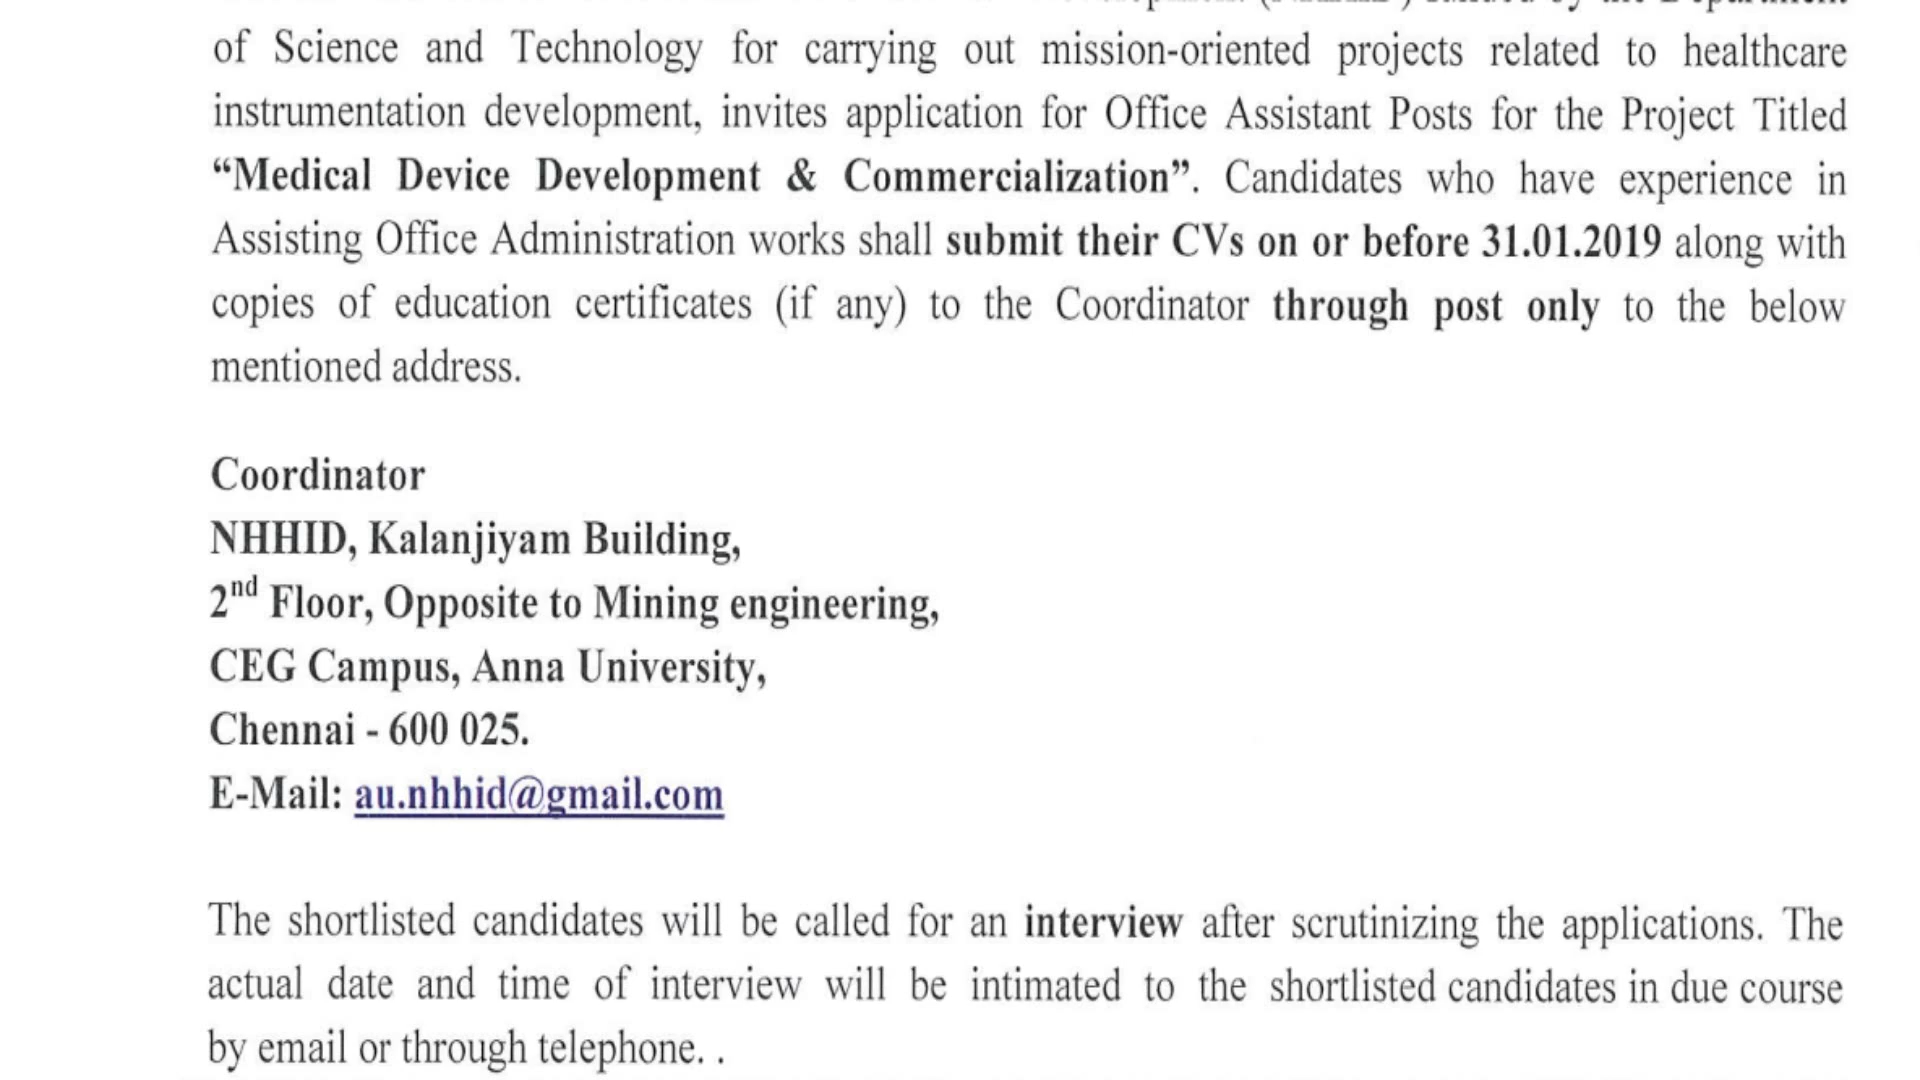 of Science and Technology for carrying out mission-oriented projects related to healthcare
instrumentation development, invites application for Office Assistant Posts for the Project Titled
“Medical Device Development & Commercialization”. Candidates who have experience in
Assisting Office Administration works shall submit their CVs on or before 31.01.2019 along with
copies of education certificates (if any) to the Coordinator through post only to the below
mentioned address.
Coordinator
NHHID, Kalanjiyam Building,
2nd Floor, Opposite to Mining engineering,
CEG Campus, Anna University,
Chennai - 600 025.
E-Mail: au.nhhid@gmail.com
The shortlisted candidates will be called for an interview after scrutinizing the applications. The
actual date and time of interview will be intimated to the shortlisted candidates in due course
by email or through telephone. .